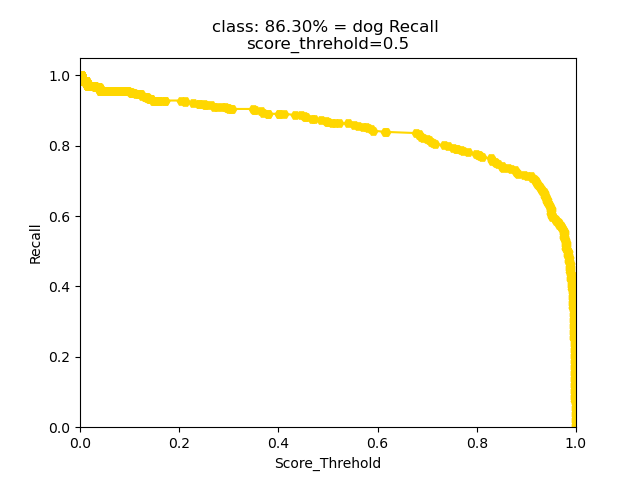 class: 86.30% = dog Recall
score_threhold=0.5
1.0
0.8
0.6
0.4
0.2
0.0
Recall
0.0 0.2 0.4 0.6 0.8 1.0
Score_Threhold